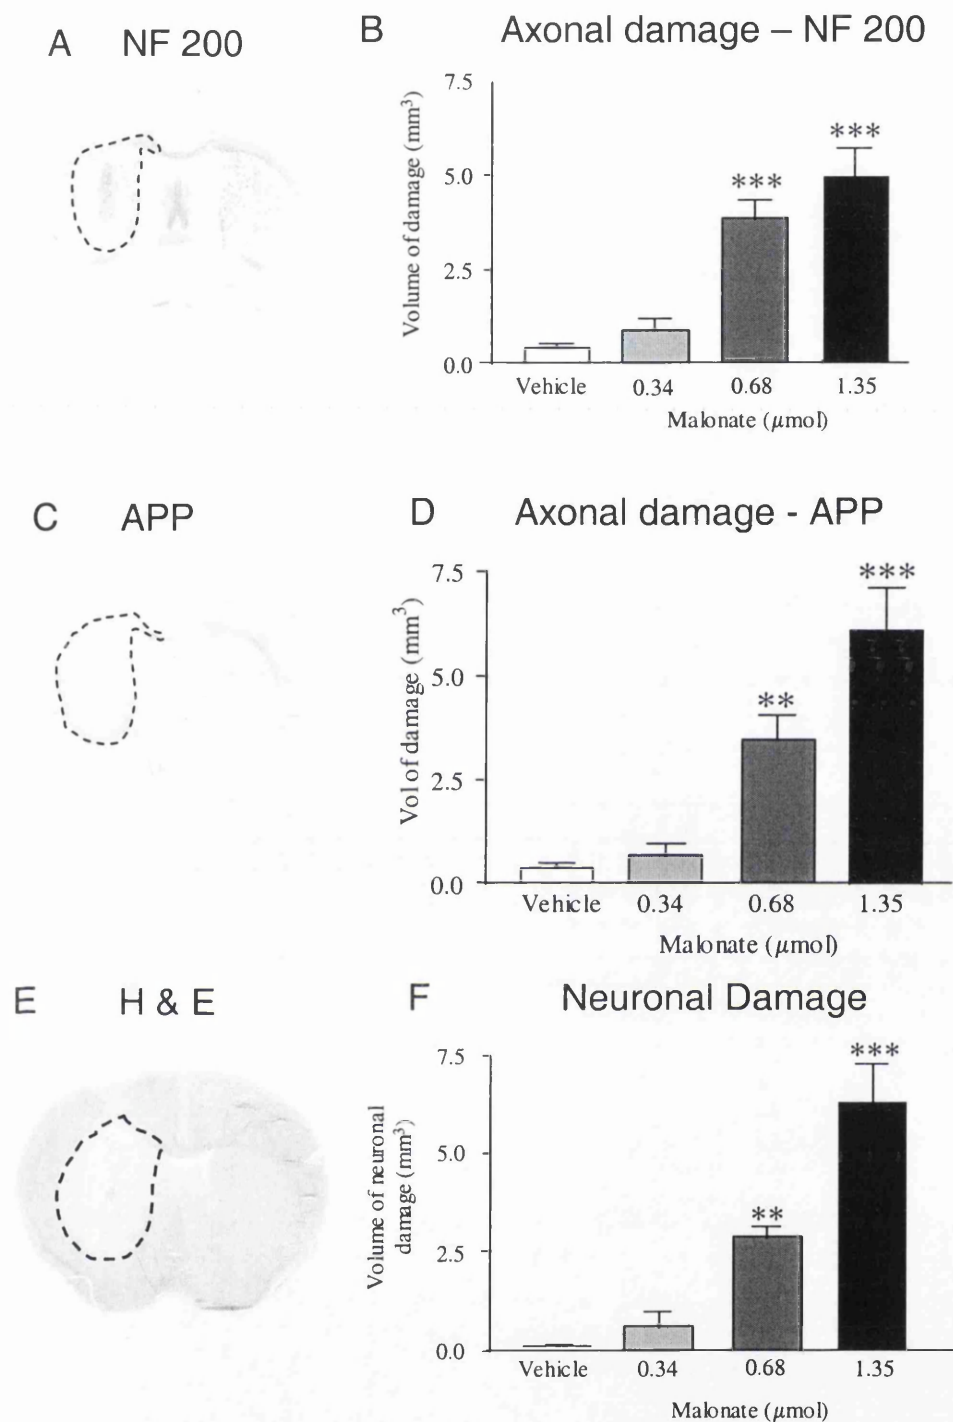 A NF 200
B Axonal damage – NF 200
Volume of damage (mm³)
7.5
5.0
2.5
0.0
***
***
Vehicle 0.34 0.68 1.35
Malonate (μmol)
C APP
D Axonal damage - APP
Vol of damage (mm³)
7.5
5.0
2.5
0.0
**
***
Vehicle 0.34 0.68 1.35
Malonate (μmol)
E H & E
F Neuronal Damage
Volume of neuronal
damage (mm³)
7.5
5.0
2.5
0.0
**
***
Vehicle 0.34 0.68 1.35
Malonate (μmol)